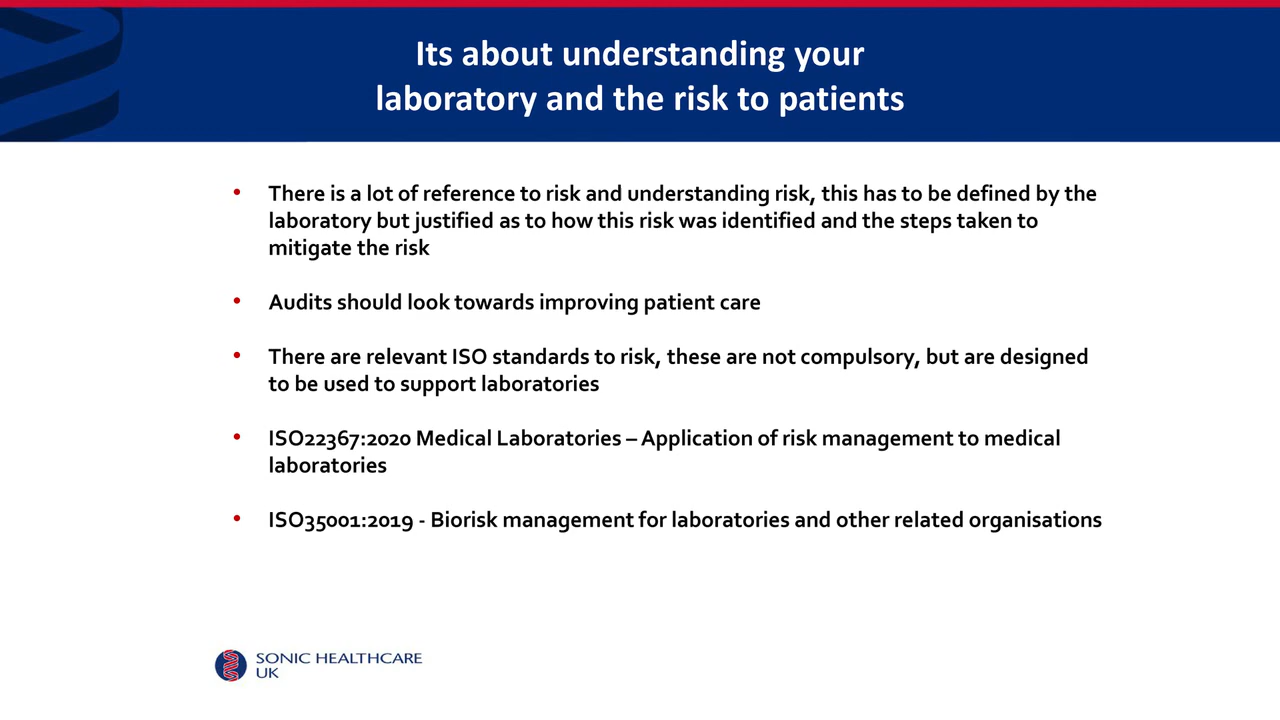 Its about understanding your
laboratory and the risk to patients
• There is a lot of reference to risk and understanding risk, this has to be defined by the
laboratory but justified as to how this risk was identified and the steps taken to
mitigate the risk
• Audits should look towards improving patient care
• There are relevant ISO standards to risk, these are not compulsory, but are designed
to be used to support laboratories
• ISO22367:2020 Medical Laboratories – Application of risk management to medical
laboratories
• ISO35001:2019 - Biorisk management for laboratories and other related organisations
SONIC HEALTHCARE
UK